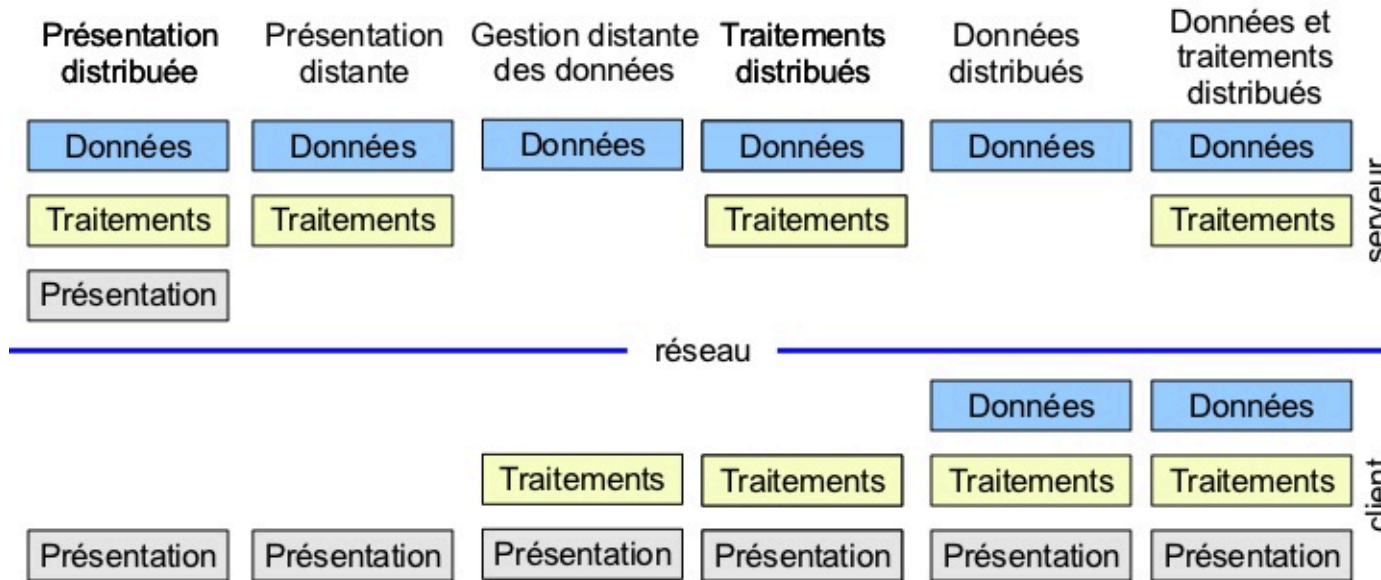 Présentation
distribuée
Présentation
distante
Gestion distante
des données
Traitements
distribués
Données
distribués
Données et
traitements
distribués
Données
Données
Données
Données
Données
Données
Traitements
Traitements
Traitements
Traitements
Présentation
serveur
réseau
Données
Données
Traitements
Traitements
Traitements
Traitements
Présentation
Présentation
Présentation
Présentation
Présentation
Présentation
client